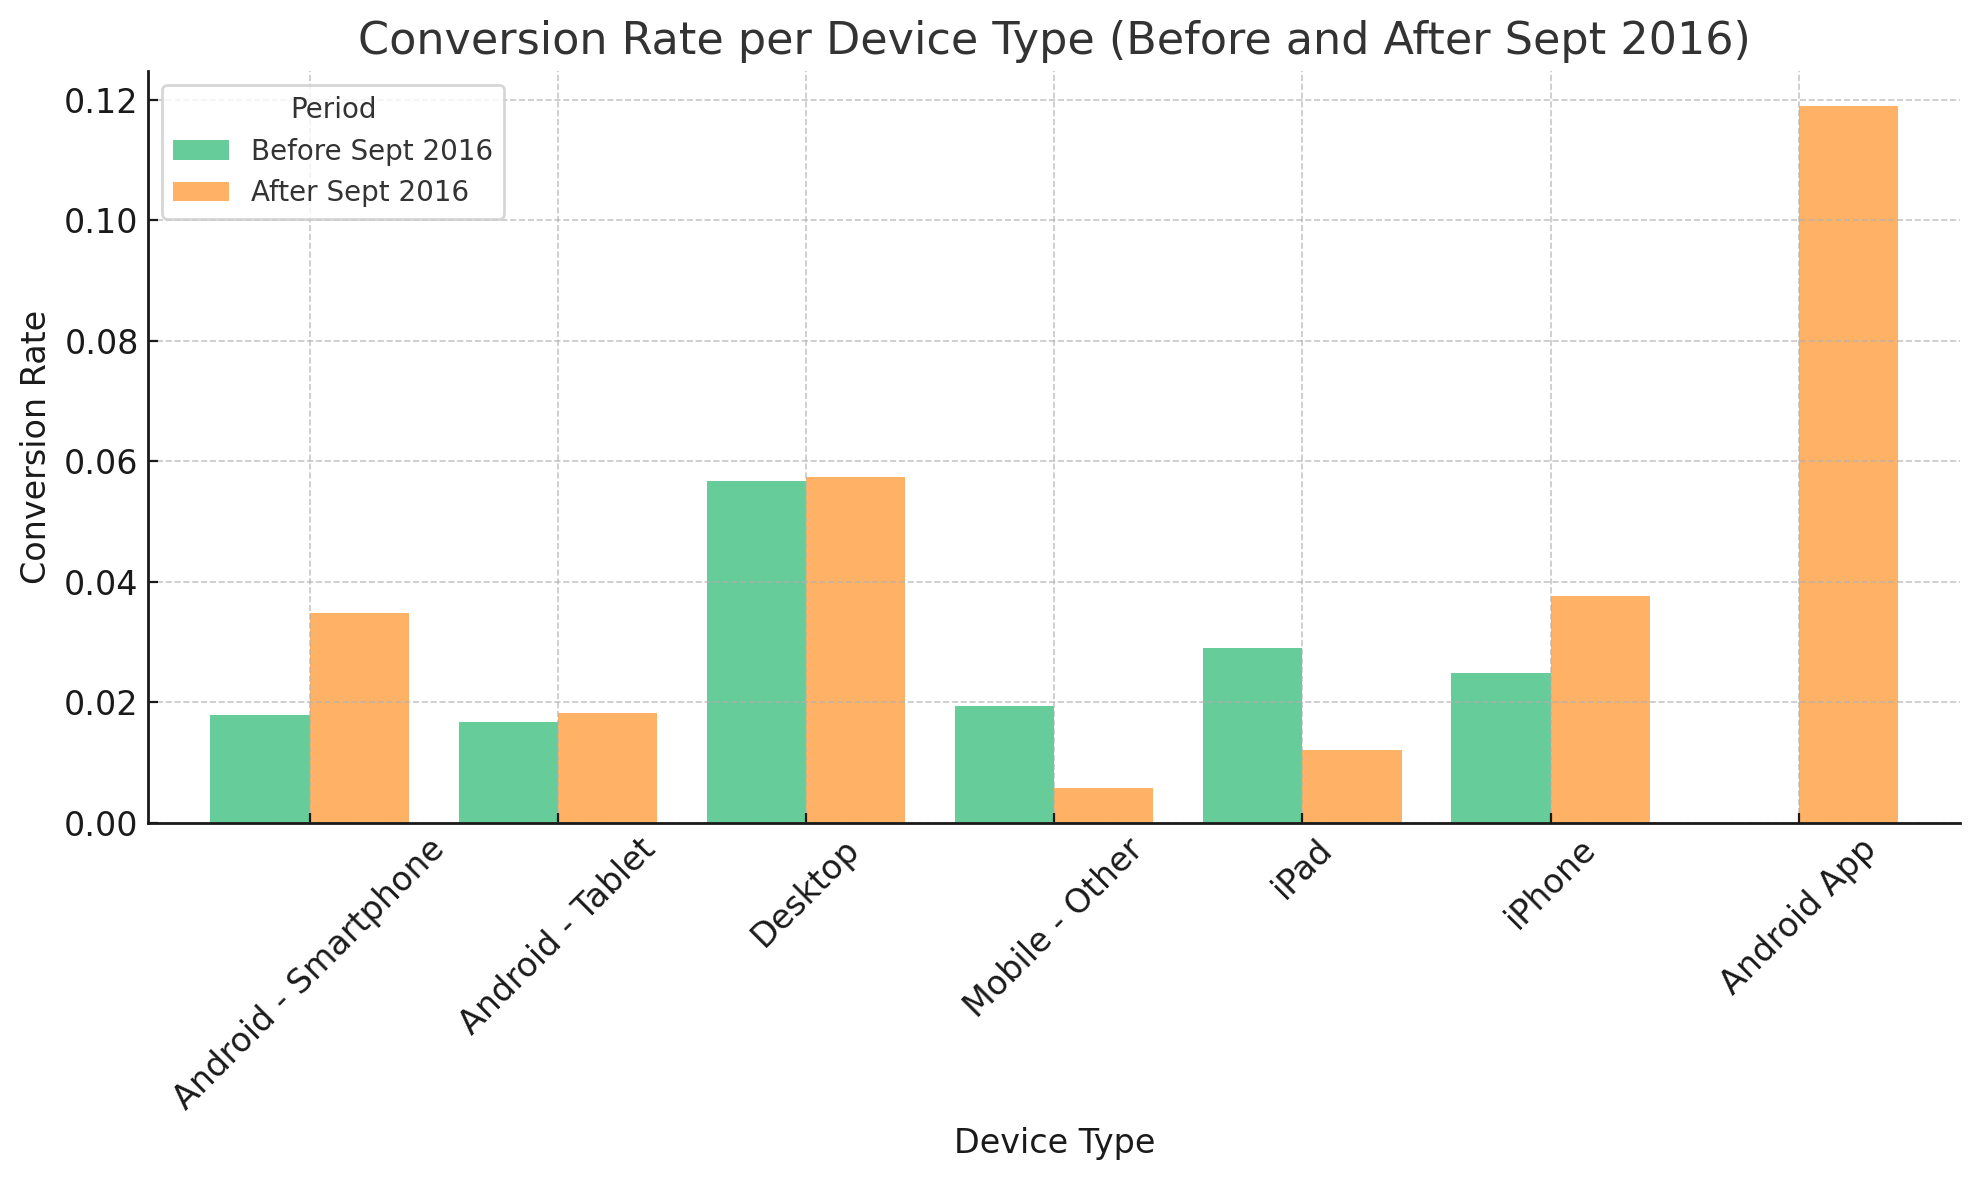 Conversion Rate per Device Type (Before and After Sept 2016)
Period
Before Sept 2016
After Sept 2016
Conversion Rate
0.12
0.10
0.08
0.06
0.04
0.02
0.00
Android - Smartphone
Android - Tablet
Desktop
Mobile - Other
iPad
iPhone
Android App
Device Type